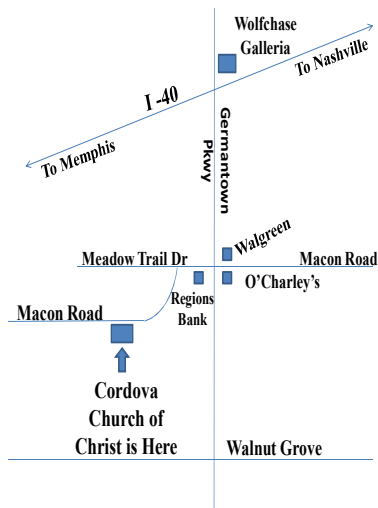 Wolfchase
Galleria
To Nashville
I -40
To Memphis
Germantown
Pkwy
Walgreen
Meadow Trail Dr
Macon Road
O'Charley's
Regions
Bank
Macon Road
Cordova
Church of
Christ is Here
Walnut Grove